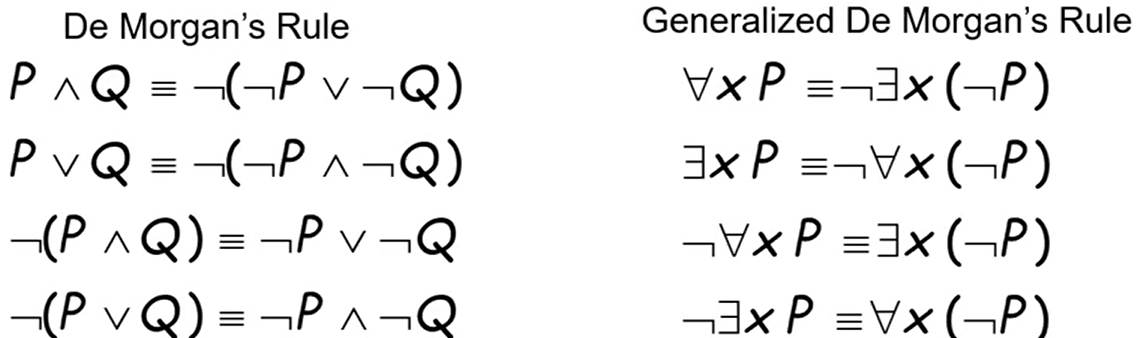 De Morgan's Rule
P ∧ Q ≡ ¬(¬P ∨ ¬Q)
P ∨ Q ≡ ¬(¬P ∧ ¬Q)
¬(P ∧ Q) ≡ ¬P ∨ ¬Q
¬(P ∨ Q) ≡ ¬P ∧ ¬Q
Generalized De Morgan's Rule
∀x P ≡¬∃x (¬P)
∃x P ≡¬∀x (¬P)
¬∀x P ≡∃x (¬P)
¬∃x P ≡∀x (¬P)